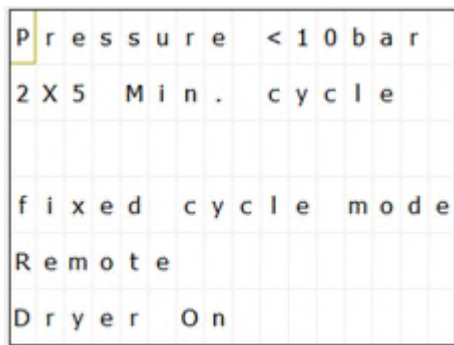 Pressure <10bar
2X5 Min. cycle
fixed cycle mode
Remote
Dryer On